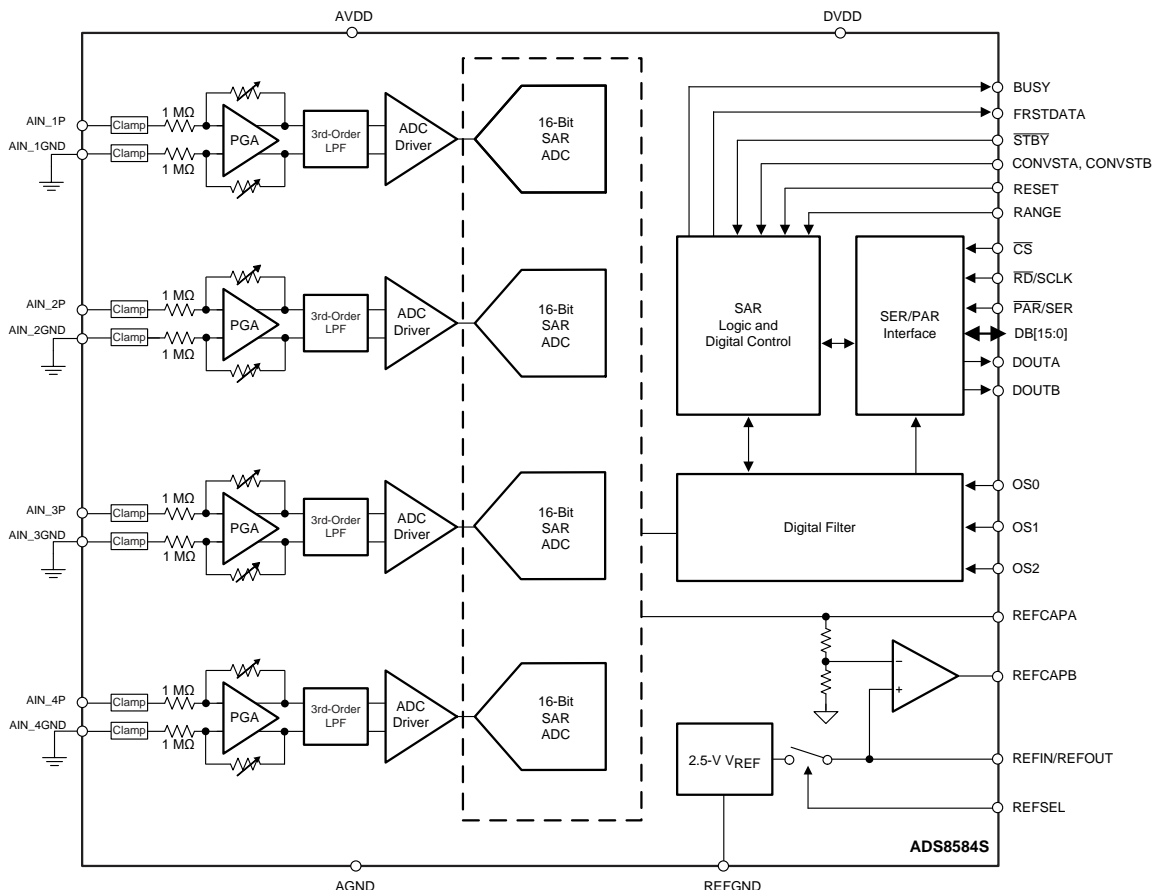 AVDD
DVDD
AIN_1P
Clamp
1 MΩ
AIN_1GND
Clamp
1 MΩ
PGA
3rd-Order
LPF
ADC
Driver
16-Bit
SAR
ADC
AIN_2P
Clamp
1 MΩ
AIN_2GND
Clamp
1 MΩ
PGA
3rd-Order
LPF
ADC
Driver
16-Bit
SAR
ADC
AIN_3P
Clamp
1 MΩ
AIN_3GND
Clamp
1 MΩ
PGA
3rd-Order
LPF
ADC
Driver
16-Bit
SAR
ADC
AIN_4P
Clamp
1 MΩ
AIN_4GND
Clamp
1 MΩ
PGA
3rd-Order
LPF
ADC
Driver
16-Bit
SAR
ADC
BUSY
FRSTDATA
STBY
CONVSTA, CONVSTB
RESET
RANGE
CS
RD/SCLK
PAR/SER
DB[15:0]
DOUTA
DOUTB
SAR
Logic and
Digital Control
SER/PAR
Interface
Digital Filter
OS0
OS1
OS2
REFCAPA
−
+
REFCAPB
2.5-V VREF
REFIN/REFOUT
REFSEL
ADS8584S
AGND
REFGND